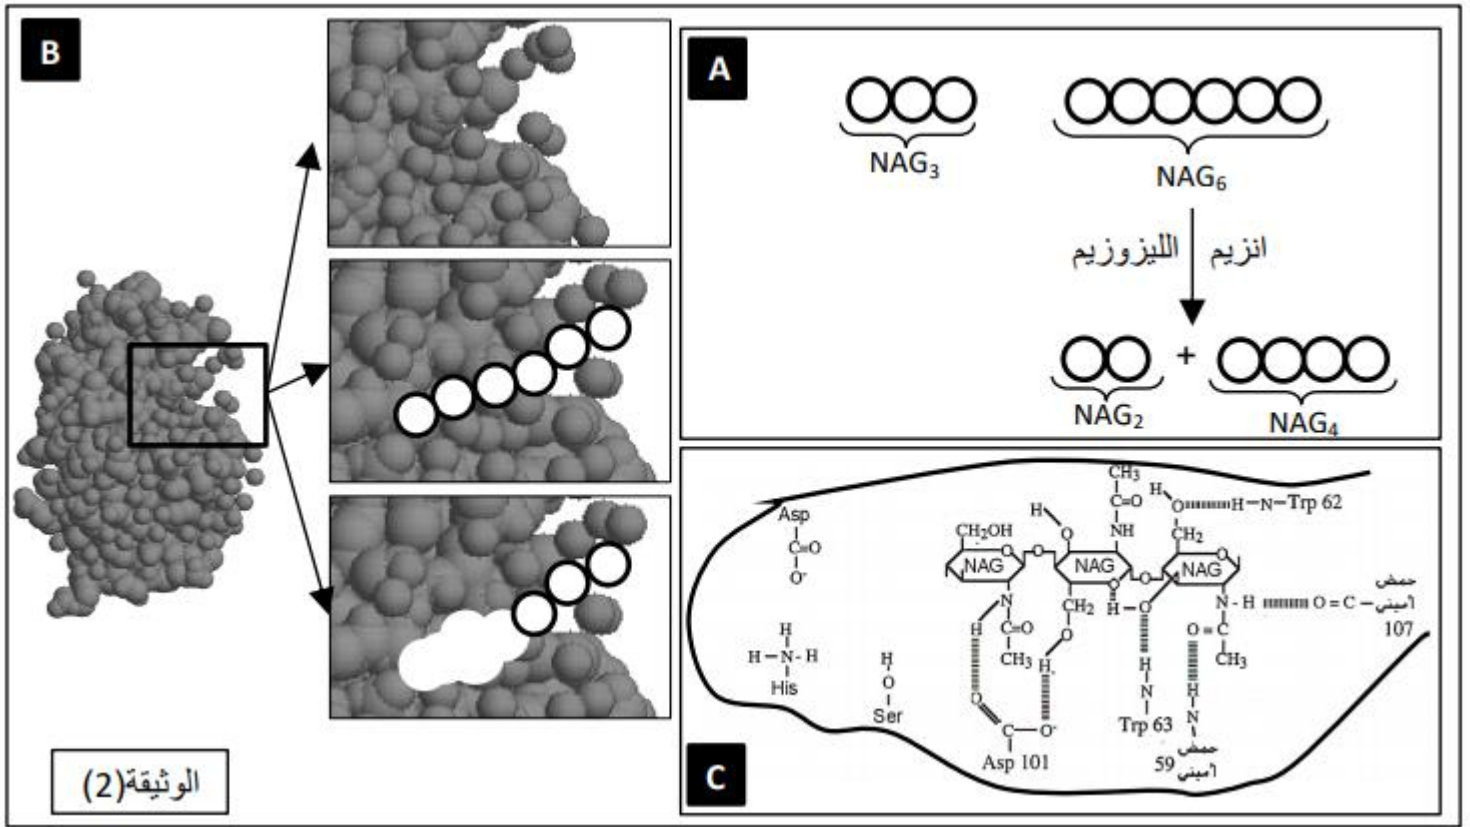 B
A
NAG₃
NAG₆
انزيم الليزوزيم
NAG₂
+
NAG₄
CH₃
C=O
NH
H
O
H-N-Trp 62
CH₂
Asp
C=O
O⁻
CH₂OH
O
O
H
O
O
O
NAG
NAG
NAG
حمض
أميني
107
N
H
C=O
CH₃
CH₂
O
H
O
H-O
N-H
O=C
O=C
CH₃
H
H-N-H
His
H
O
Ser
O
C-O⁻
Asp 101
H
N
Trp 63
H
N
حمض
أميني 59
C
الوثيقة(2)